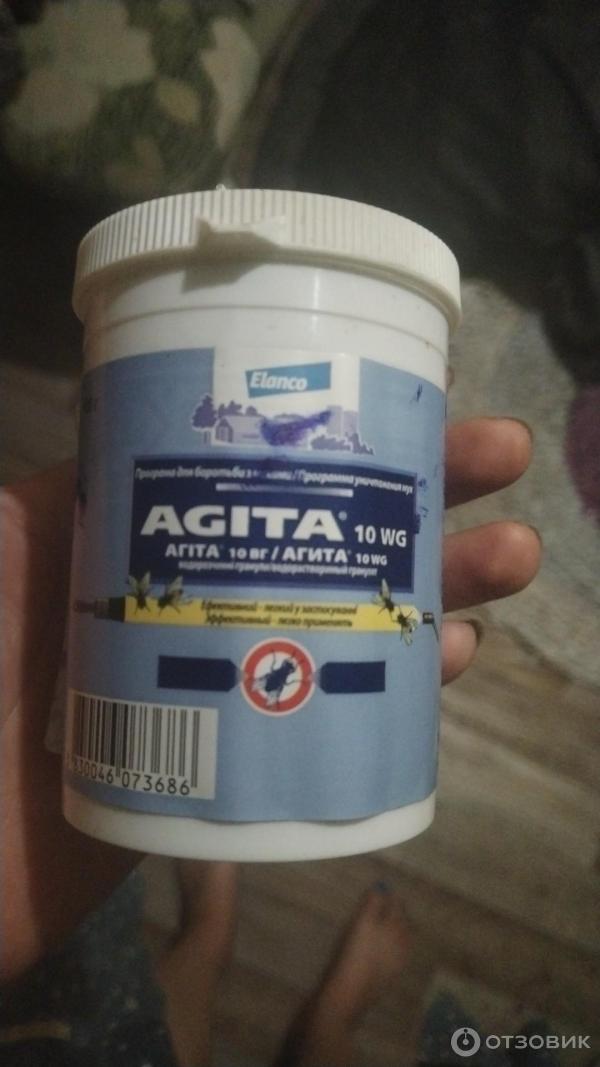 Elanco
Програма для боротьби з мухами / Программа уничтожения мух
AGITA® 10 WG
АГІТА® 10 ВГ / АГИТА® 10 WG
водорозчинні гранули/водорастворимый гранулят
Ефективний - легкий у застосуванні
Эффективный - легко применять
830046 073686
ОТЗОВИК